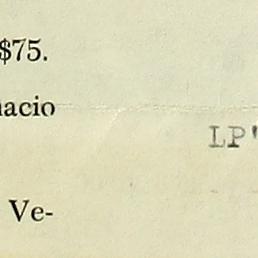 $75.
nacio
LP'
Ve-